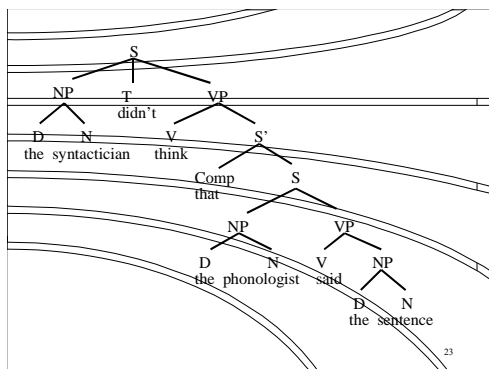 S
NP T VP
didn't
D N V S'
the syntactician think
Comp S
that
NP VP
D N V NP
the phonologist said
D N
the sentence
23